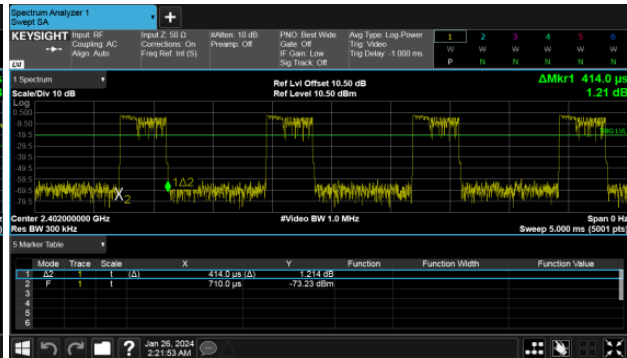 Spectrum Analyzer 1
Swept SA
KEYSIGHT
Input: RF
Coupling: AC
Align: Auto
Input Z: 50 Ω
Corrections: On
Freq Ref: Int (S)
#Atten: 10 dB
Preamp: Off
PNO: Best Wide
Gate: Off
IF Gain: Low
Sig Track: Off
Avg Type: Log-Power
Trig: Video
Trig Delay: -1.000 ms
1 2 3 4 5 6
W W W W W W
P N N N N N
LXI
1 Spectrum
Scale/Div 10 dB
Ref Lvl Offset 10.50 dB
Ref Level 10.50 dBm
ΔMkr1 414.0 µs
1.21 dB
Log
0.500
-9.50
-19.5
-29.5
-39.5
-49.5
-59.5
-69.5
-79.5
TRIG LVL
X2
1Δ2
Center 2.402000000 GHz
Res BW 300 kHz
#Video BW 1.0 MHz
Span 0 Hz
Sweep 5.000 ms (5001 pts)
5 Marker Table
Mode Trace Scale X Y Function Function Width Function Value
1 Δ2 1 t (Δ) 414.0 µs (Δ) 1.214 dB
2 F 1 t 710.0 µs -73.23 dBm
3
4
5
6
?
Jan 26, 2024
2:21:53 AM